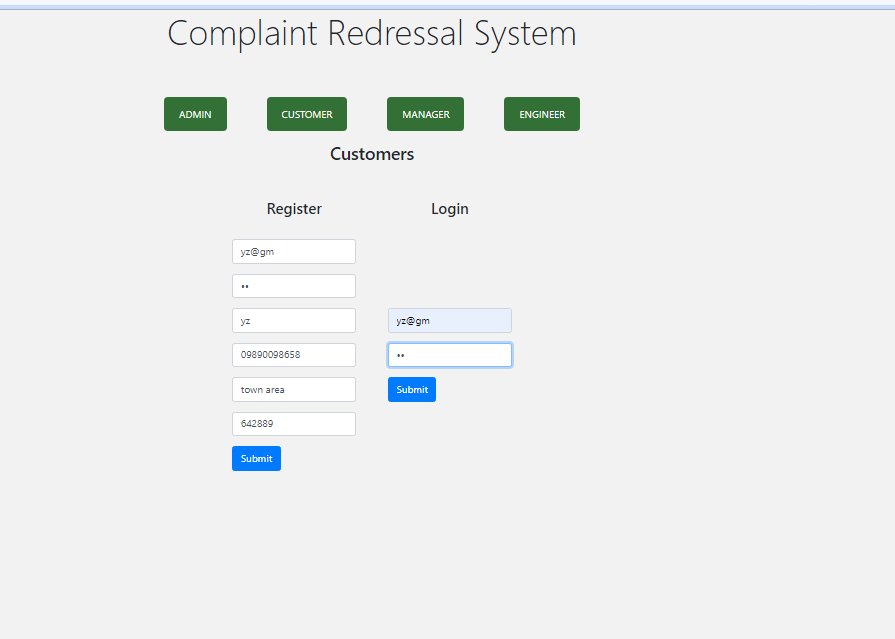 Complaint Redressal System
ADMIN CUSTOMER MANAGER ENGINEER
Customers
Register
yz@gm
••
yz
09890098658
town area
642889
Submit
Login
yz@gm
••
Submit